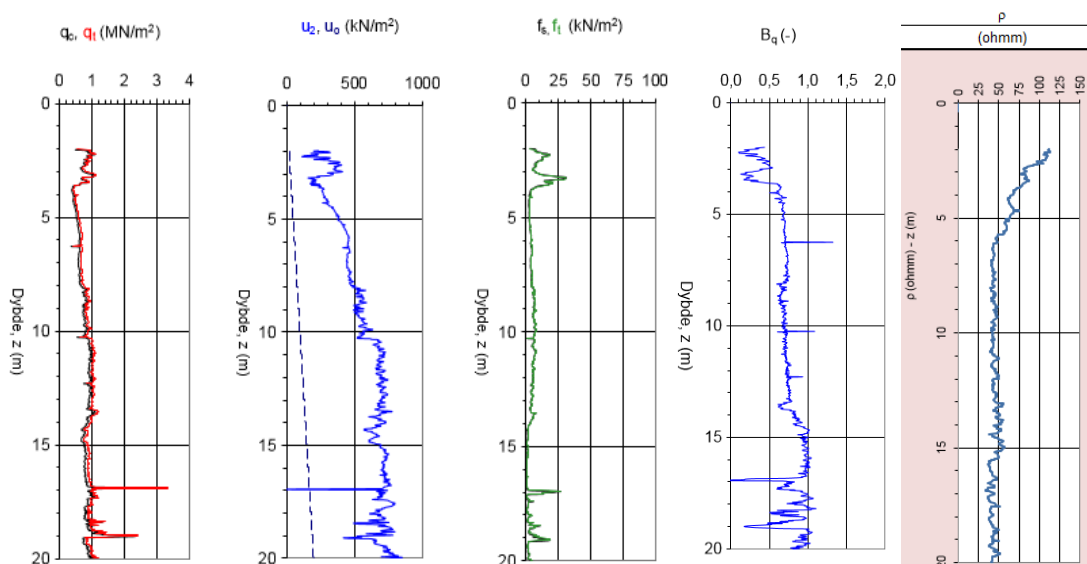 q꜀, qₜ (MN/m²)
0 1 2 3 4
0
5
10
15
20
Dybde, z (m)
u₂, u₀ (kN/m²)
0 500 1000
0
5
10
15
20
Dybde, z (m)
fₛ, fₜ (kN/m²)
0 25 50 75 100
0
5
10
15
20
Dybde, z (m)
B_q (-)
0,0 0,5 1,0 1,5 2,0
0
5
10
15
20
Dybde, z (m)
ρ
(ohmm)
0 25 50 75 100 125 150
0
5
10
15
20
ρ (ohmm) - z (m)